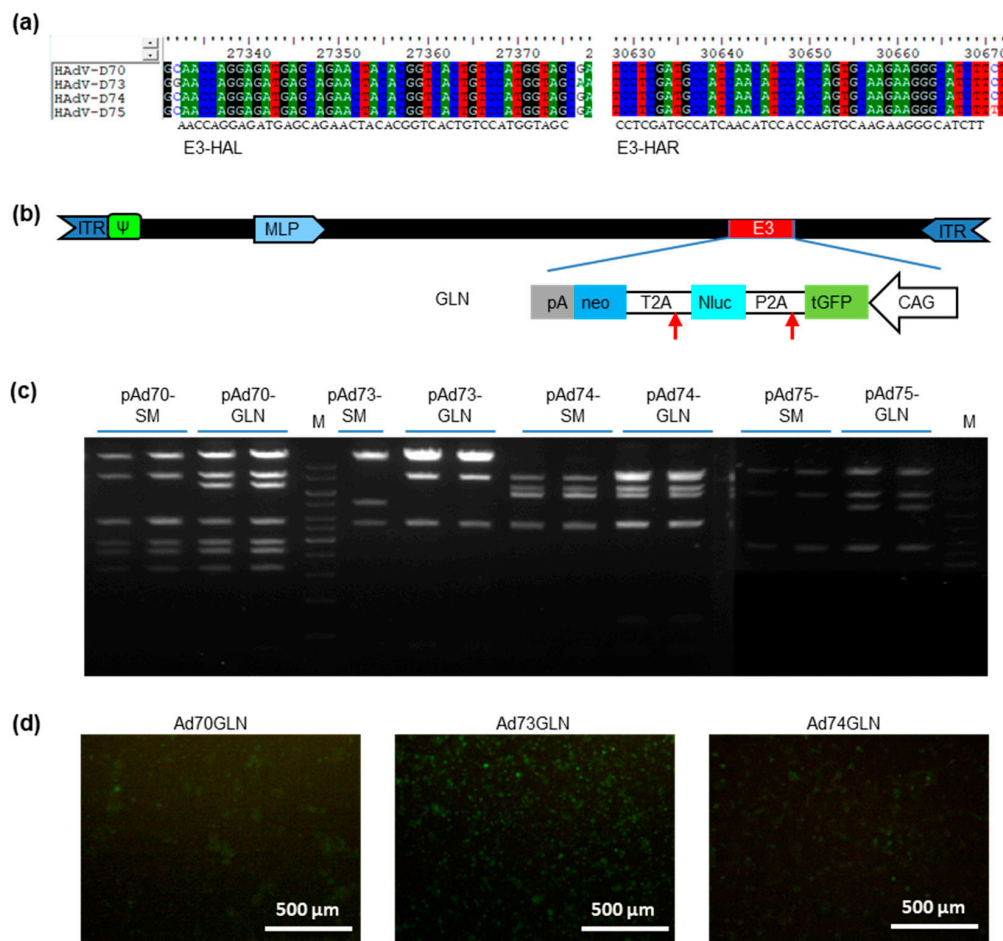 (a)
27340 27350 27360 27370 2 30630 30640 30650 30660 30670
HAdV-D70
HAdV-D73
HAdV-D74
HAdV-D75
AACCAGGAGATGAGCAGAACTACACGGTCACTGTCCATGGTAGC CCTCGATGCCATCAACATCCACCAGTGCAAGAAGGGCATCTT
E3-HAL E3-HAR
(b)
ITR Ψ MLP E3 ITR
GLN pA neo T2A Nluc P2A tGFP CAG
(c)
pAd70-SM pAd70-GLN M pAd73-SM pAd73-GLN pAd74-SM pAd74-GLN pAd75-SM pAd75-GLN M
(d)
Ad70GLN Ad73GLN Ad74GLN
500 µm 500 µm 500 µm